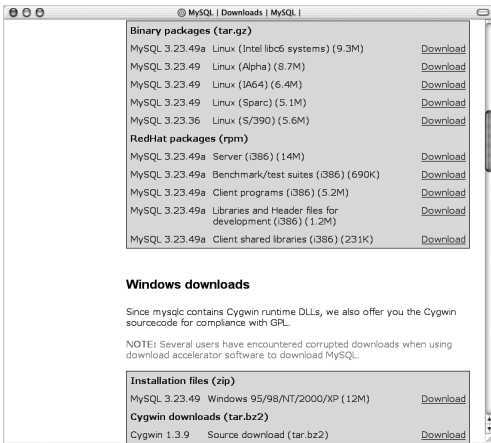 MySQL | Downloads | MySQL |
Binary packages (tar.gz)
MySQL 3.23.49a Linux (Intel libc6 systems) (9.3M) Download
MySQL 3.23.49 Linux (Alpha) (8.7M) Download
MySQL 3.23.49 Linux (IA64) (6.4M) Download
MySQL 3.23.49 Linux (Sparc) (5.1M) Download
MySQL 3.23.36 Linux (S/390) (5.6M) Download
RedHat packages (rpm)
MySQL 3.23.49a Server (i386) (14M) Download
MySQL 3.23.49a Benchmark/test suites (i386) (690K) Download
MySQL 3.23.49a Client programs (i386) (5.2M) Download
MySQL 3.23.49a Libraries and Header files for Download
development (i386) (1.2M)
MySQL 3.23.49a Client shared libraries (i386) (231K) Download
Windows downloads
Since mysqlc contains Cygwin runtime DLLs, we also offer you the Cygwin
sourcecode for compliance with GPL.
NOTE: Several users have encountered corrupted downloads when using
download accelerator software to download MySQL.
Installation files (zip)
MySQL 3.23.49 Windows 95/98/NT/2000/XP (12M) Download
Cygwin downloads (tar.bz2)
Cygwin 1.3.9 Source download (tar.bz2) Download